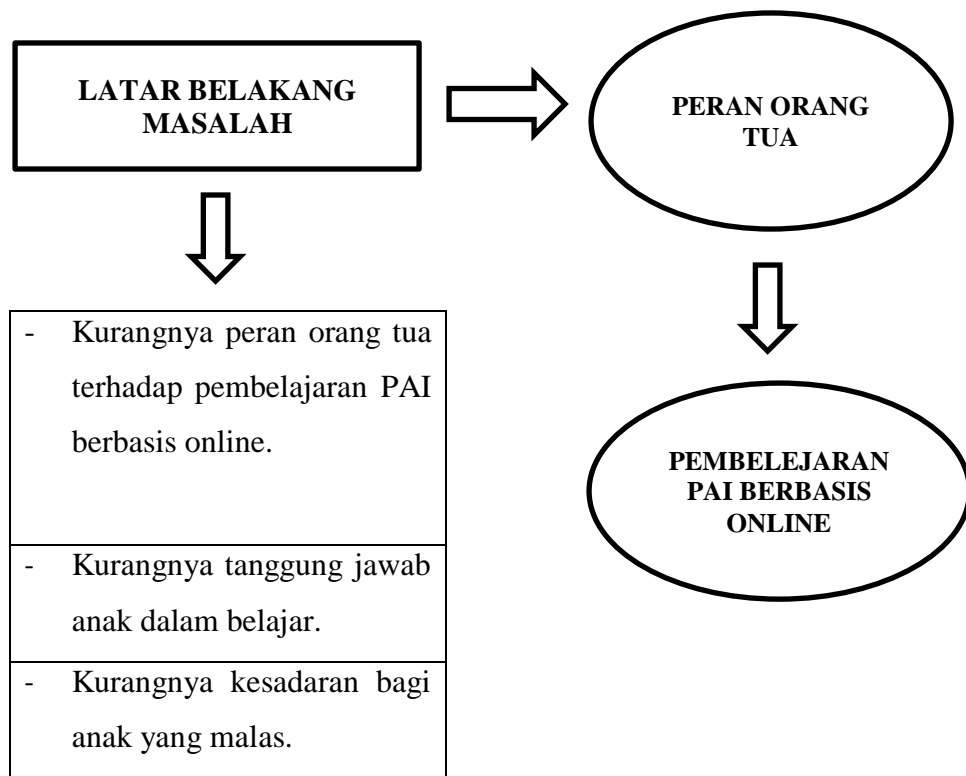 LATAR BELAKANG
MASALAH
PERAN ORANG
TUA
- Kurangnya peran orang tua
terhadap pembelajaran PAI
berbasis online.
- Kurangnya tanggung jawab
anak dalam belajar.
- Kurangnya kesadaran bagi
anak yang malas.
PEMBELEJARAN
PAI BERBASIS
ONLINE